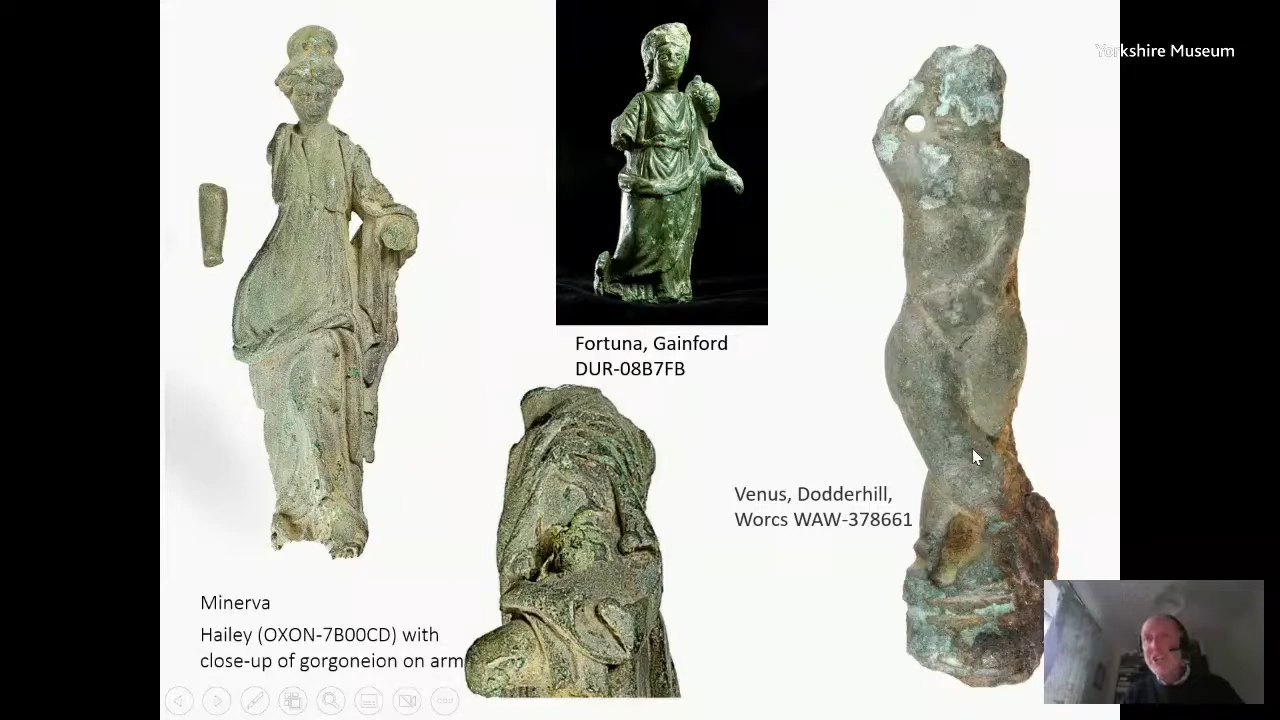 Yorkshire Museum
Fortuna, Gainford
DUR-08B7FB
Venus, Dodderhill,
Worcs WAW-378661
Minerva
Hailey (OXON-7B00CD) with
close-up of gorgoneion on arm